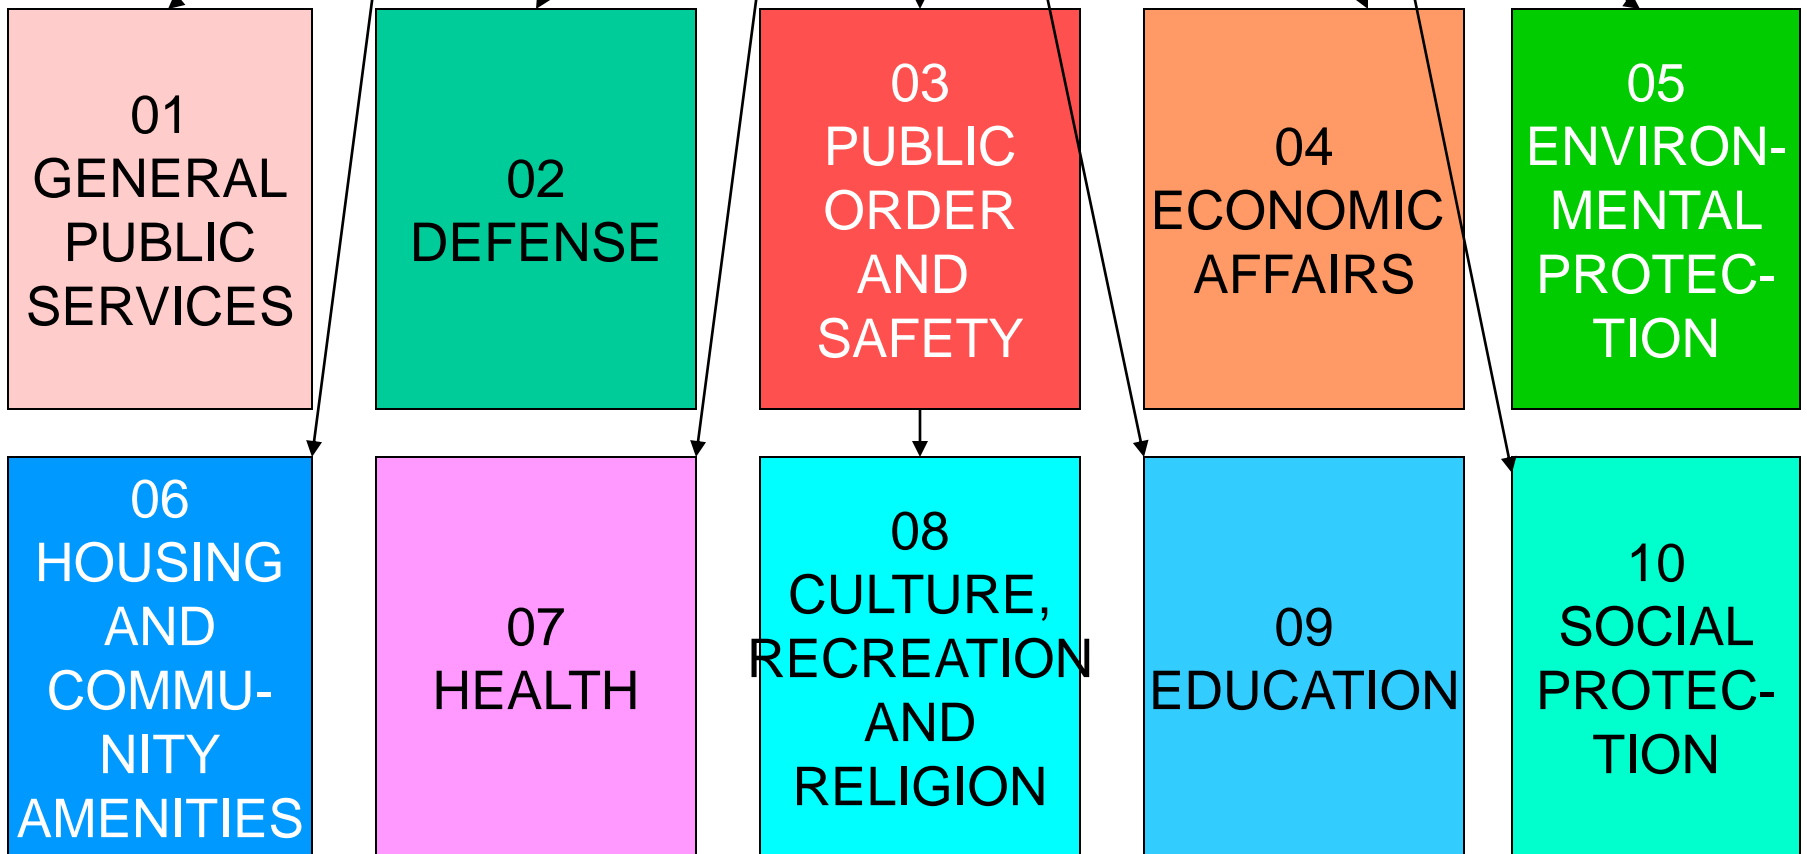 01
GENERAL
PUBLIC
SERVICES
02
DEFENSE
03
PUBLIC
ORDER
AND
SAFETY
04
ECONOMIC
AFFAIRS
05
ENVIRON-
MENTAL
PROTEC-
TION
06
HOUSING
AND
COMMU-
NITY
AMENITIES
07
HEALTH
08
CULTURE,
RECREATION
AND
RELIGION
09
EDUCATION
10
SOCIAL
PROTEC-
TION